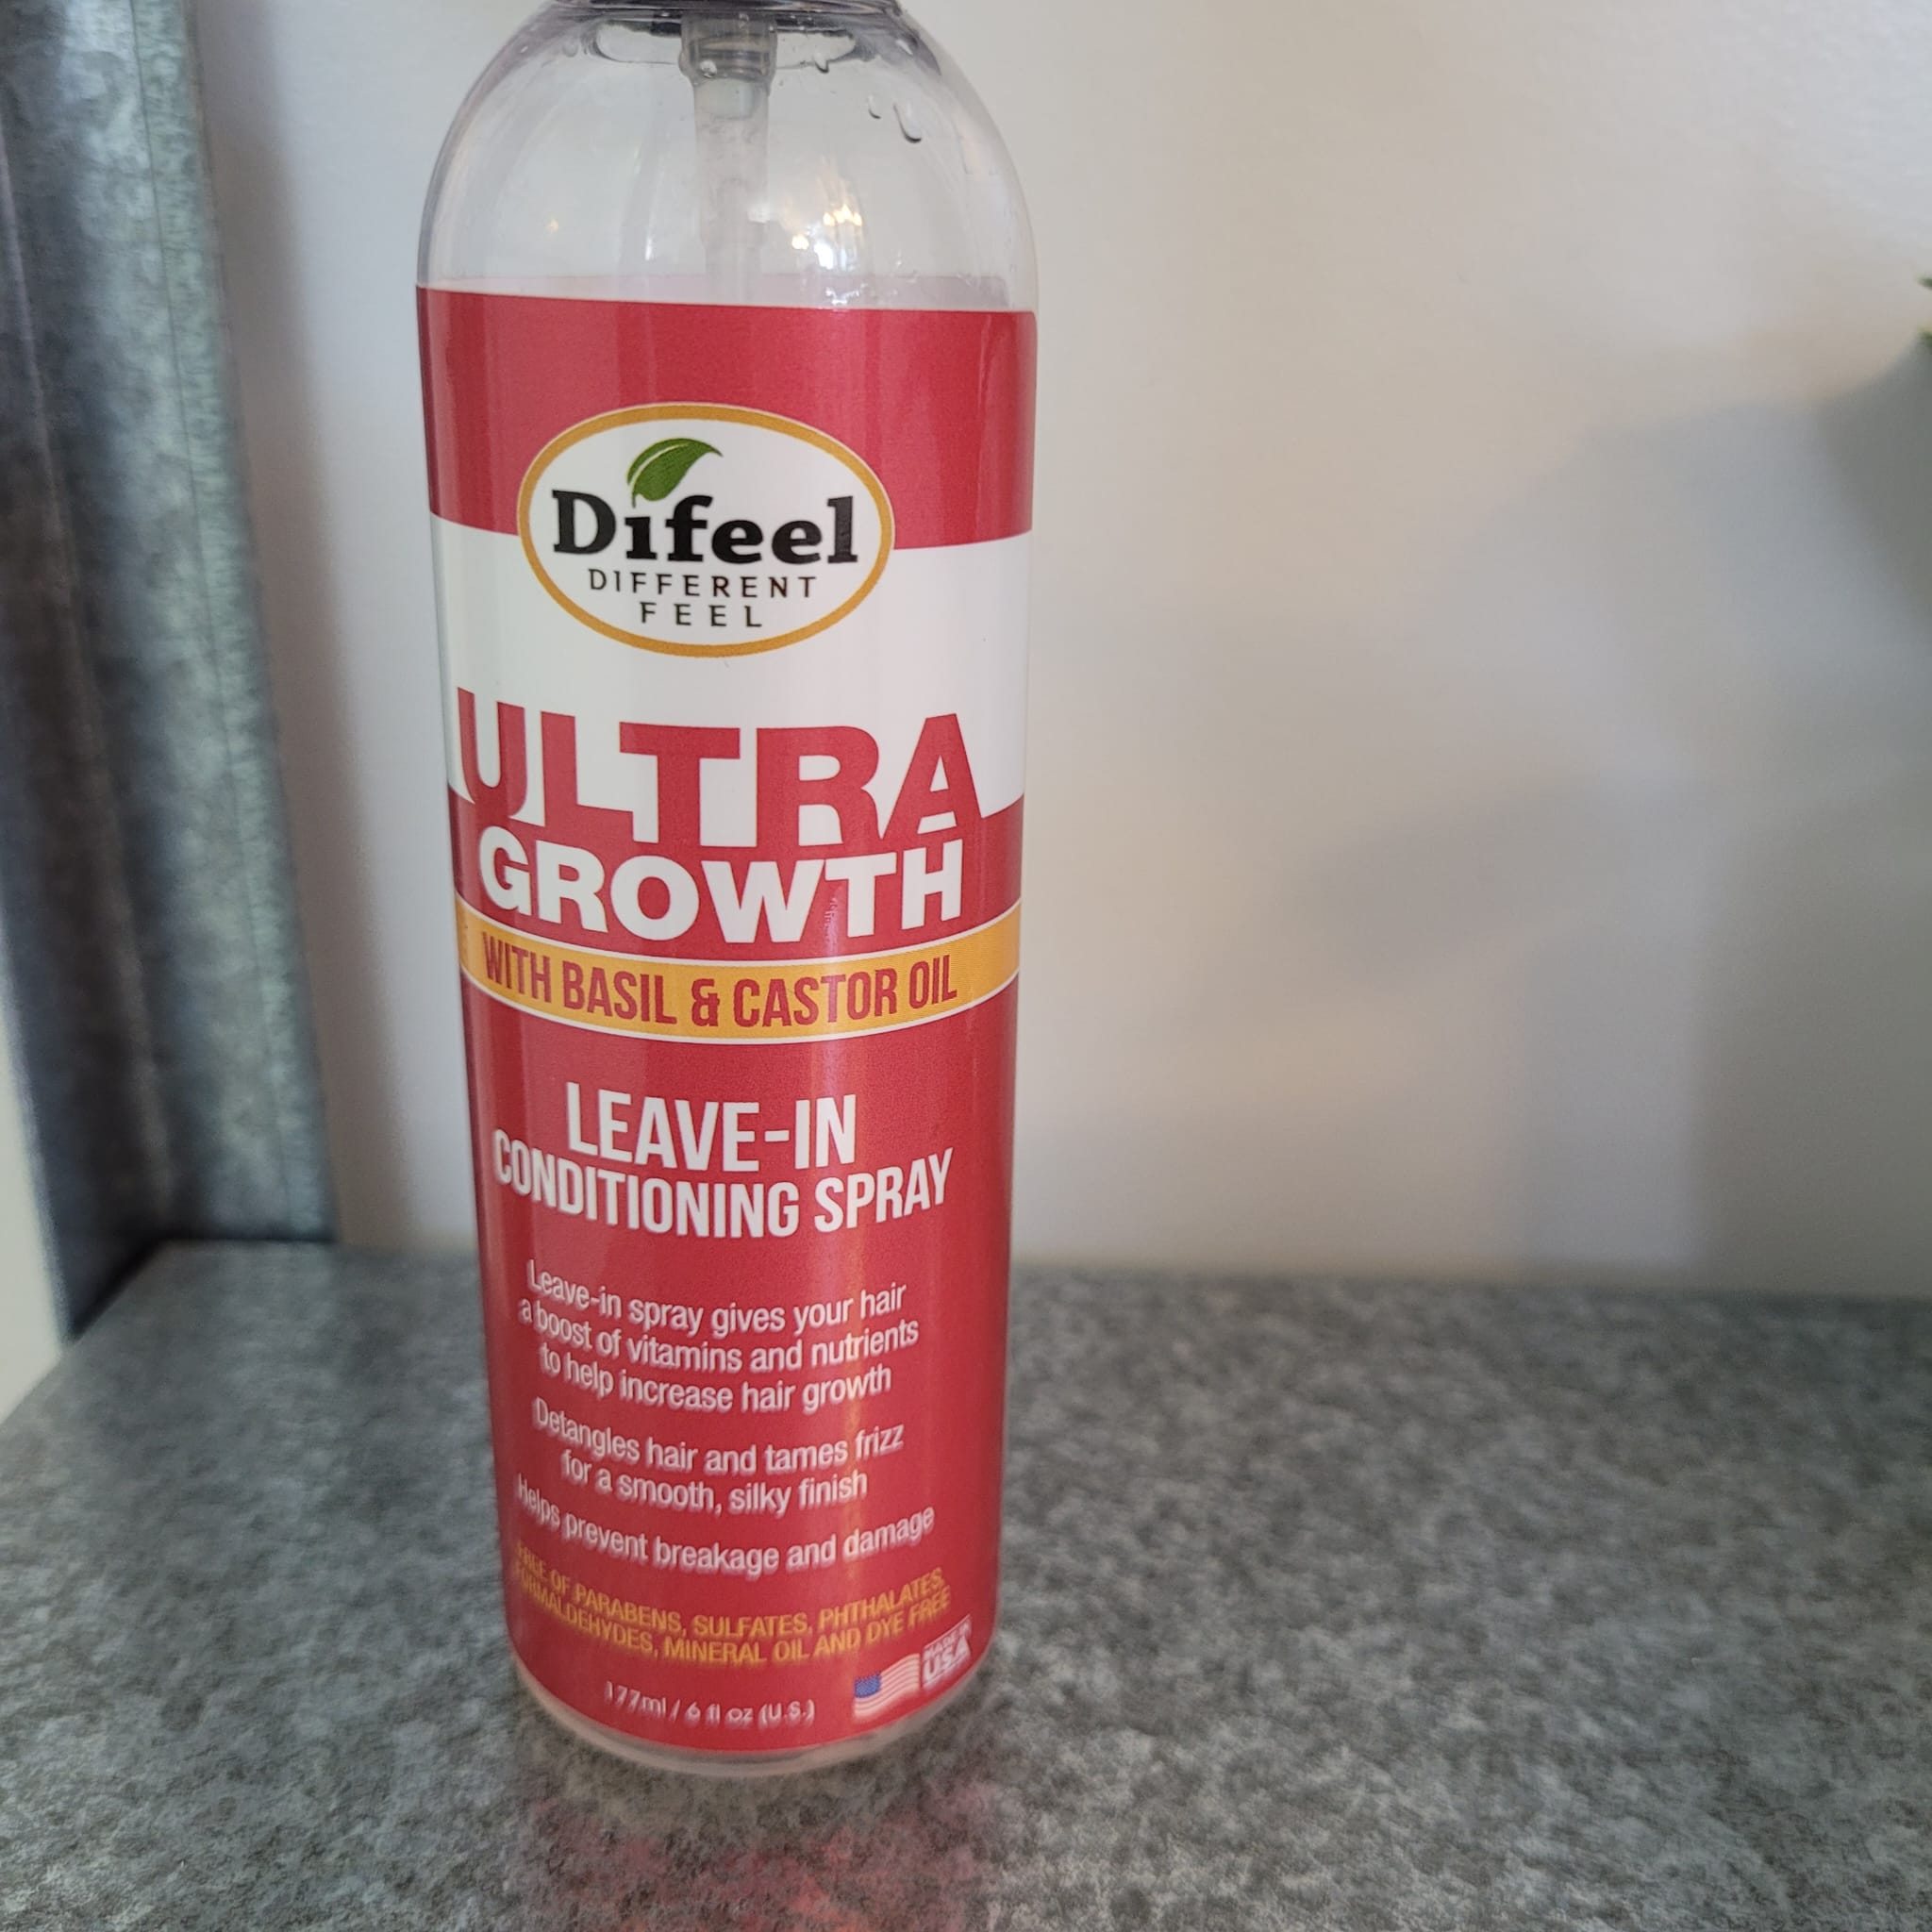 Difeel
DIFFERENT
FEEL
ULTRA
GROWTH
WITH BASIL & CASTOR OIL
LEAVE-IN
CONDITIONING SPRAY
Leave-in spray gives your hair
a boost of vitamins and nutrients
to help increase hair growth
Detangles hair and tames frizz
for a smooth, silky finish
Helps prevent breakage and damage
FREE OF PARABENS, SULFATES, PHTHALATES,
FORMALDEHYDES, MINERAL OIL AND DYE FREE
MADE IN
USA
177ml / 6 fl oz (U.S.)